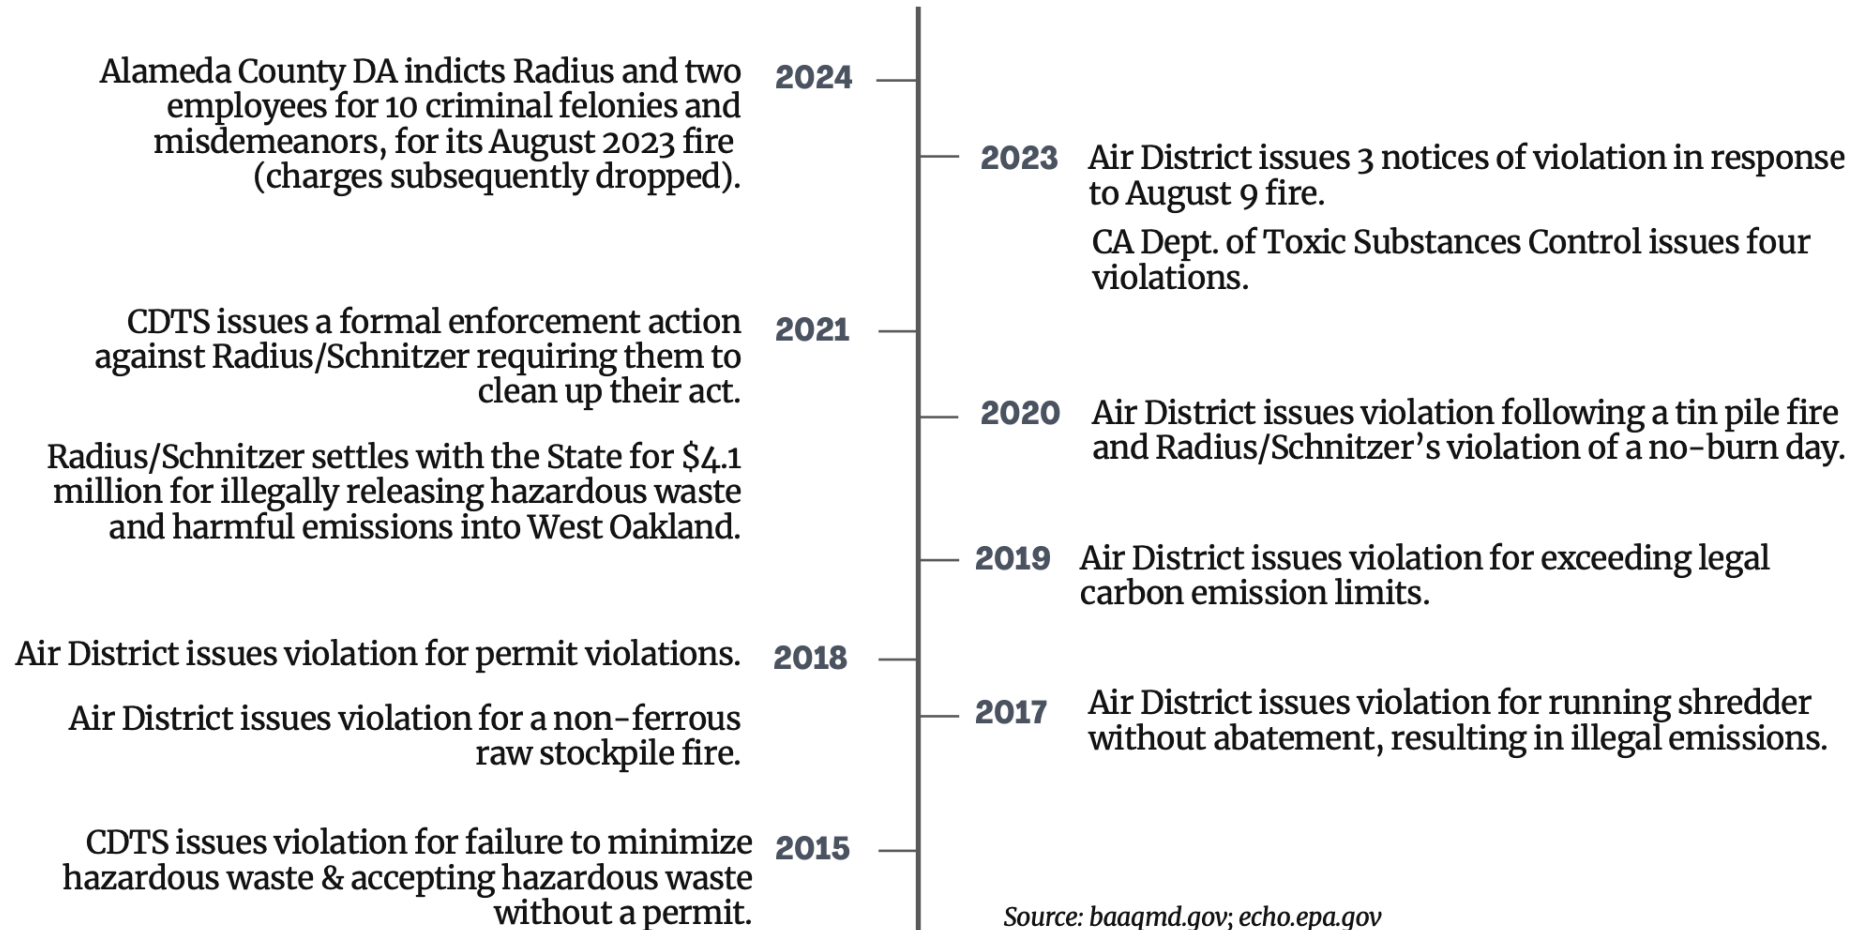 2024
Alameda County DA indicts Radius and two
employees for 10 criminal felonies and
misdemeanors, for its August 2023 fire
(charges subsequently dropped).
2023
Air District issues 3 notices of violation in response
to August 9 fire.
CA Dept. of Toxic Substances Control issues four
violations.
2021
CDTS issues a formal enforcement action
against Radius/Schnitzer requiring them to
clean up their act.
Radius/Schnitzer settles with the State for $4.1
million for illegally releasing hazardous waste
and harmful emissions into West Oakland.
2020
Air District issues violation following a tin pile fire
and Radius/Schnitzer’s violation of a no-burn day.
2019
Air District issues violation for exceeding legal
carbon emission limits.
2018
Air District issues violation for permit violations.
Air District issues violation for a non-ferrous
raw stockpile fire.
2017
Air District issues violation for running shredder
without abatement, resulting in illegal emissions.
2015
CDTS issues violation for failure to minimize
hazardous waste & accepting hazardous waste
without a permit.
Source: baaqmd.gov; echo.epa.gov